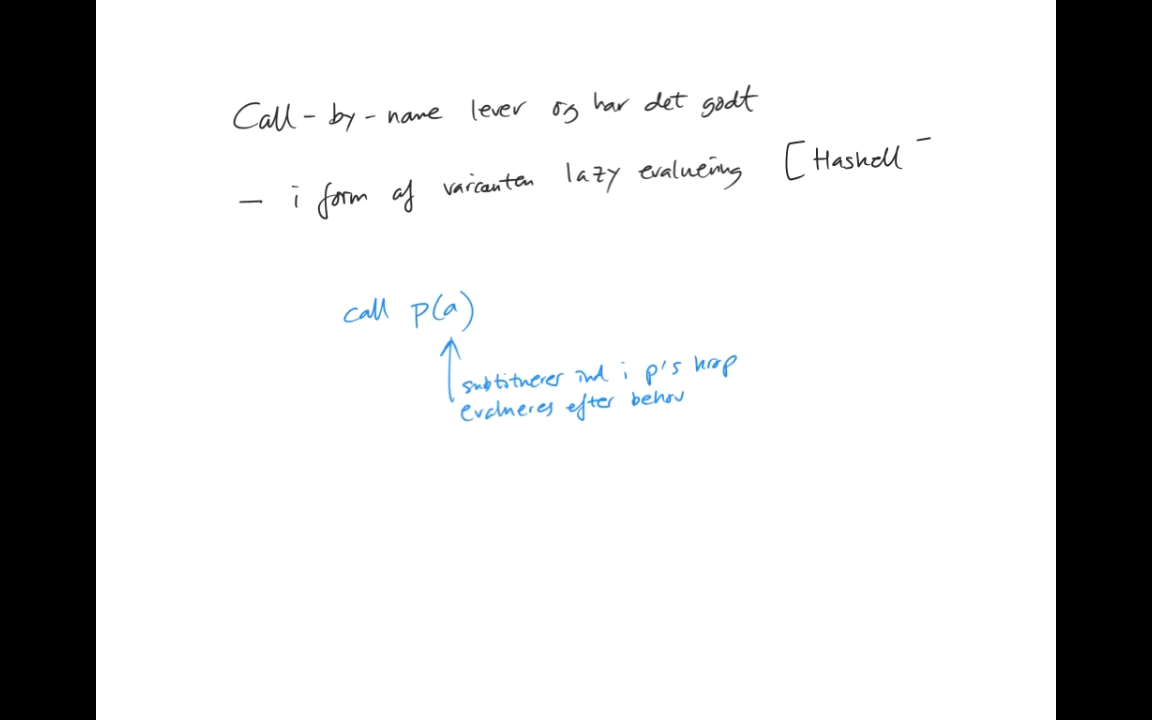 Call-by-name lever og har det godt
— i form af varianten lazy evaluering [Haskell -
call p(a)
substitueres ind i p's krop
evalueres efter behov